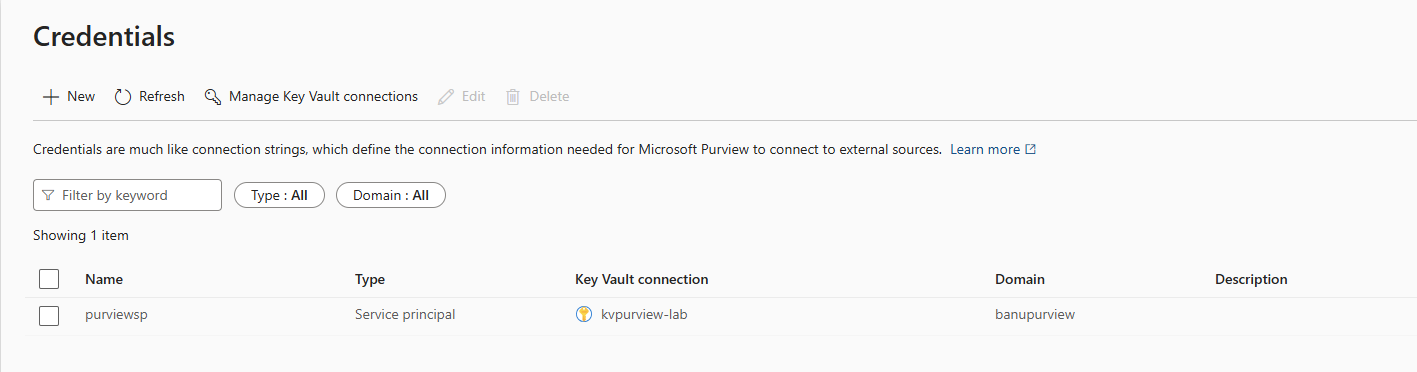 Credentials
New Refresh Manage Key Vault connections Edit Delete
Credentials are much like connection strings, which define the connection information needed for Microsoft Purview to connect to external sources. Learn more
Filter by keyword Type : All Domain : All
Showing 1 item
Name Type Key Vault connection Domain Description
purviewsp Service principal kvpurview-lab banupurview